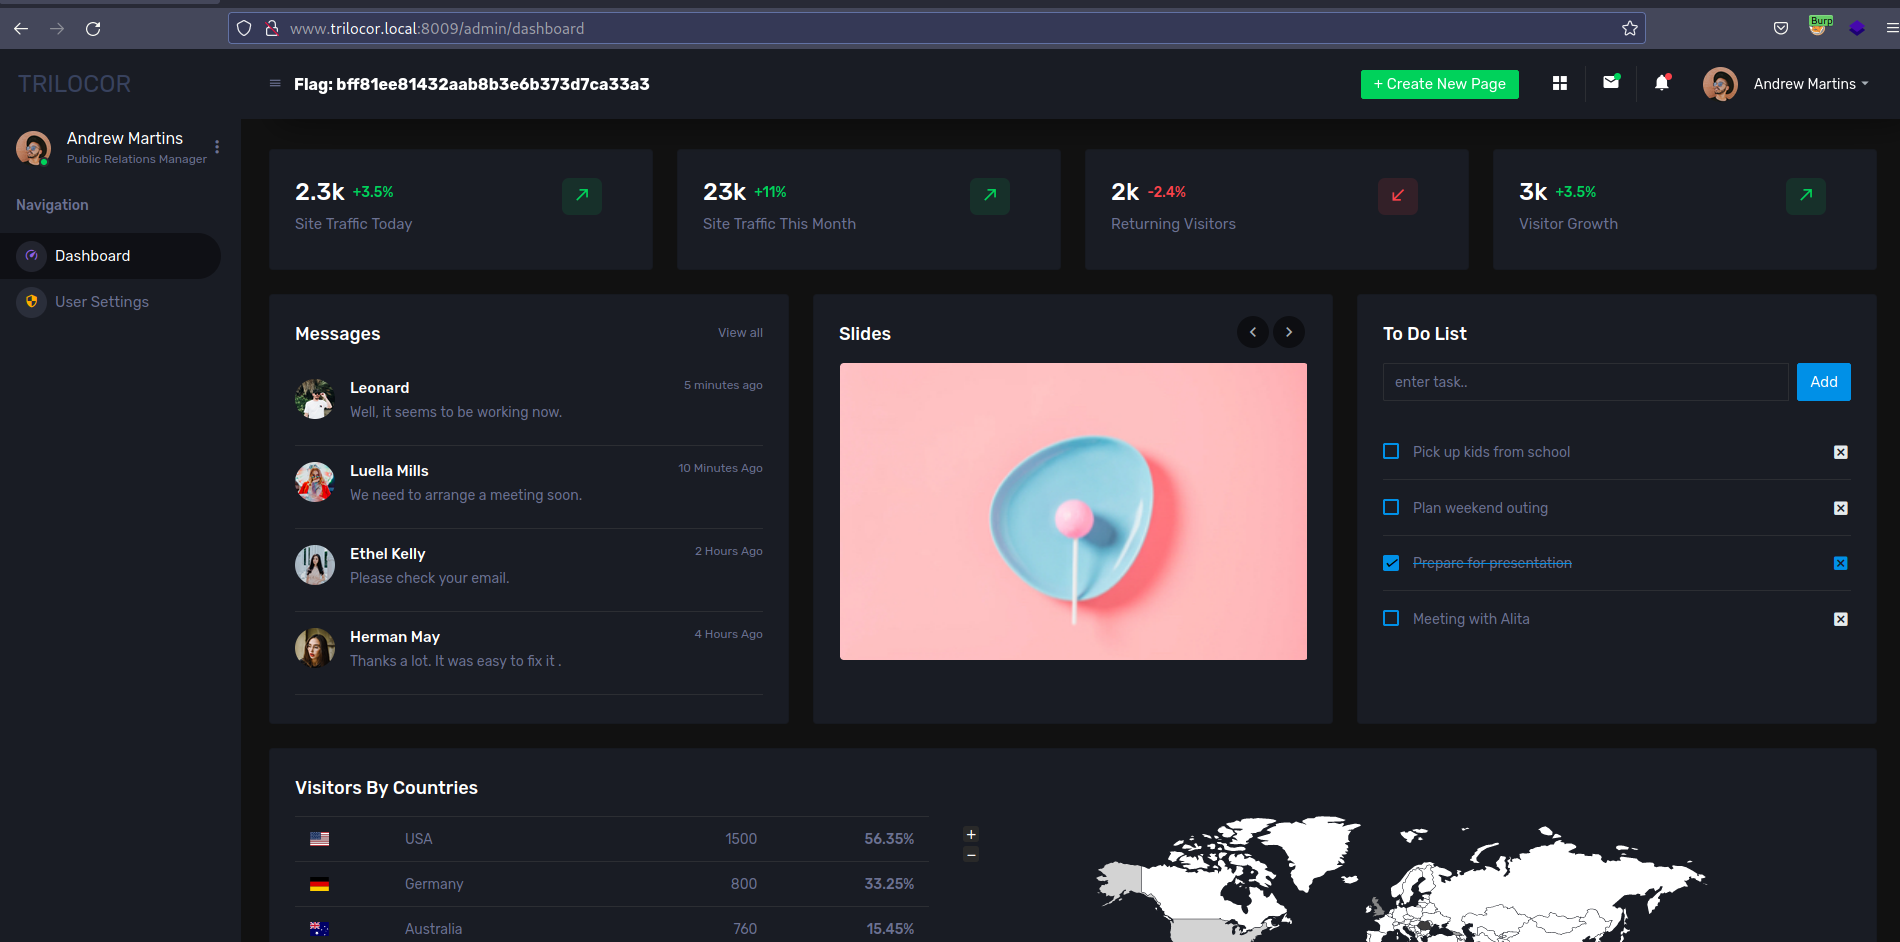 www.trilocor.local:8009/admin/dashboard
Burp
TRILOCOR
Flag: bff81ee81432aab8b3e6b373d7ca33a3
+ Create New Page
Andrew Martins
Andrew Martins
Public Relations Manager
Navigation
Dashboard
User Settings
2.3k +3.5%
Site Traffic Today
23k +11%
Site Traffic This Month
2k -2.4%
Returning Visitors
3k +3.5%
Visitor Growth
Messages
View all
Leonard
5 minutes ago
Well, it seems to be working now.
Luella Mills
10 Minutes Ago
We need to arrange a meeting soon.
Ethel Kelly
2 Hours Ago
Please check your email.
Herman May
4 Hours Ago
Thanks a lot. It was easy to fix it .
Slides
To Do List
enter task..
Add
Pick up kids from school
Plan weekend outing
Prepare for presentation
Meeting with Alita
Visitors By Countries
USA 1500 56.35%
Germany 800 33.25%
Australia 760 15.45%
+
−